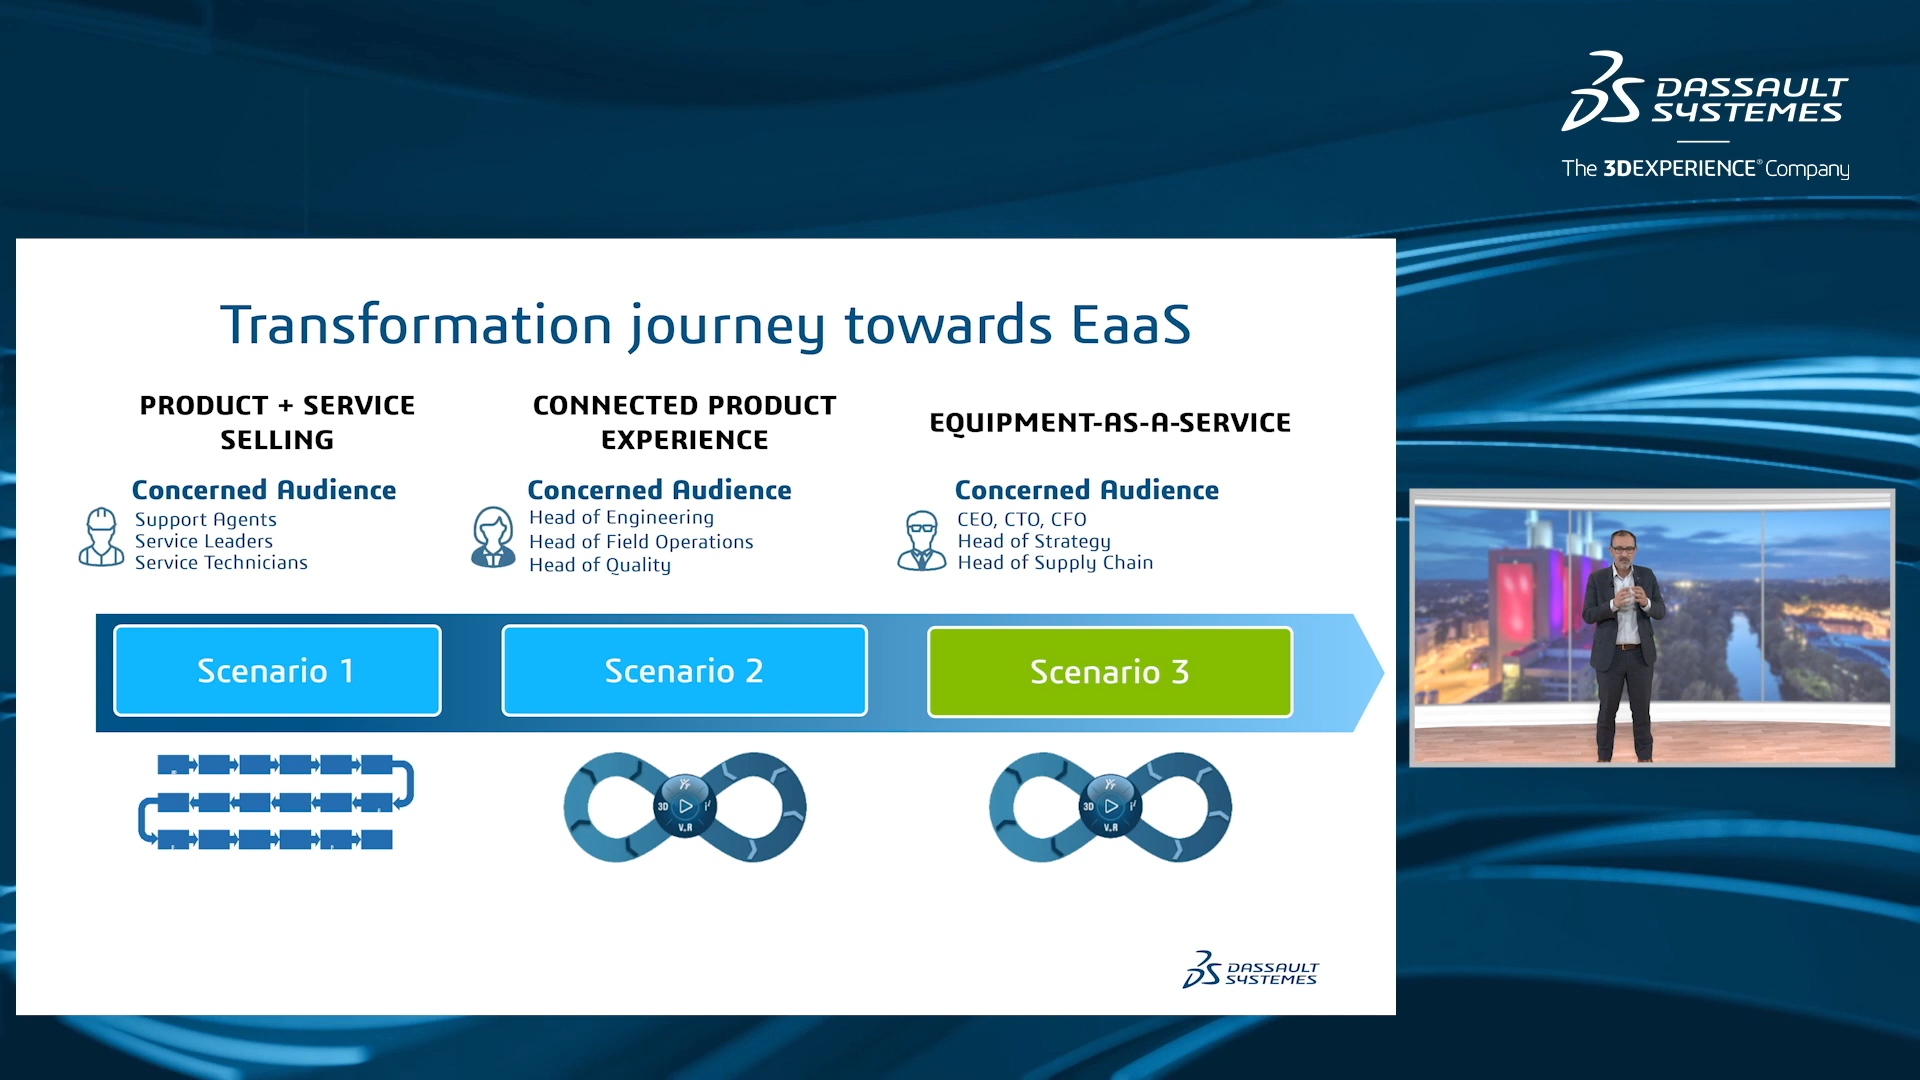 DASSAULT
SYSTEMES
The 3DEXPERIENCE® Company
Transformation journey towards EaaS
PRODUCT + SERVICE
SELLING
Concerned Audience
Support Agents
Service Leaders
Service Technicians
CONNECTED PRODUCT
EXPERIENCE
Concerned Audience
Head of Engineering
Head of Field Operations
Head of Quality
EQUIPMENT-AS-A-SERVICE
Concerned Audience
CEO, CTO, CFO
Head of Strategy
Head of Supply Chain
Scenario 1
Scenario 2
Scenario 3
3D
V.R
3D
V.R
DASSAULT
SYSTEMES